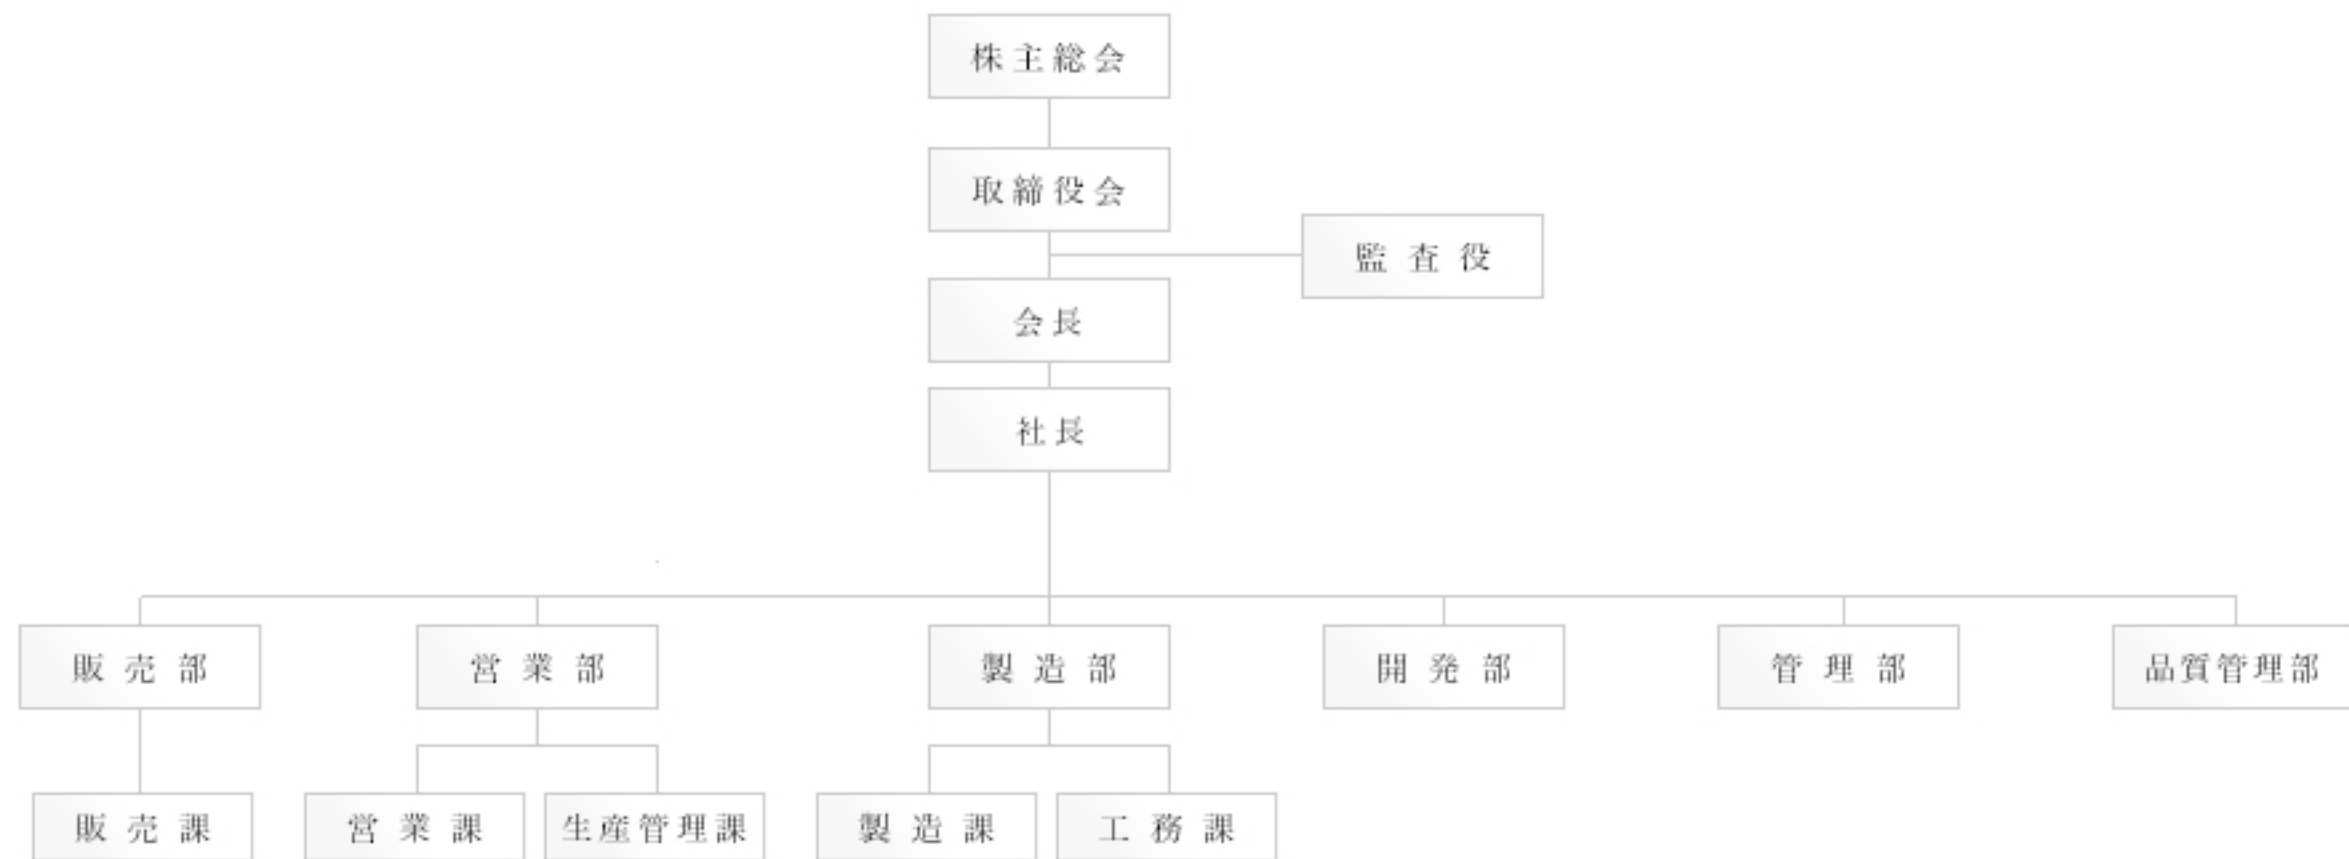 株主総会
取締役会
監査役
会長
社長
販売部
営業部
製造部
開発部
管理部
品質管理部
販売課
営業課
生産管理課
製造課
工務課